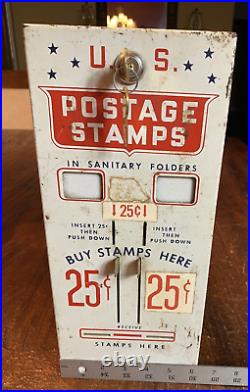 U. S.
POSTAGE
STAMPS
IN SANITARY FOLDERS
↓25¢↓
INSERT 25¢ INSERT 25¢
THEN THEN
PUSH DOWN PUSH DOWN
BUY STAMPS HERE
25¢ 25¢
RECEIVE
STAMPS HERE